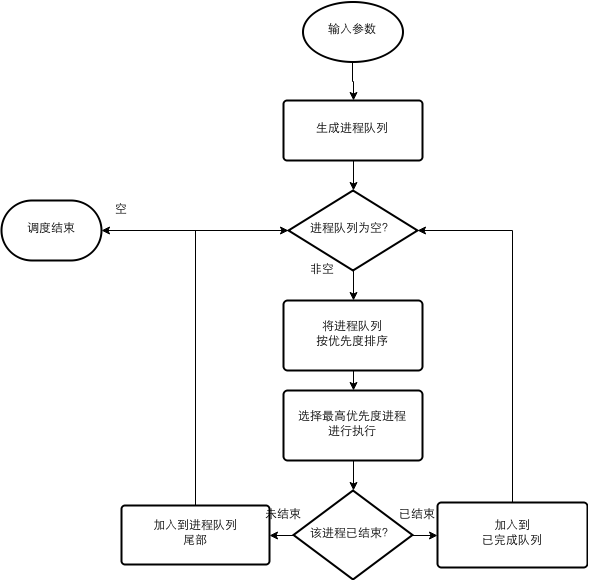 输入参数
生成进程队列
空
调度结束
进程队列为空?
非空
将进程队列
按优先度排序
选择最高优先度进程
进行执行
未结束
已结束
加入到进程队列
尾部
该进程已结束?
加入到
已完成队列